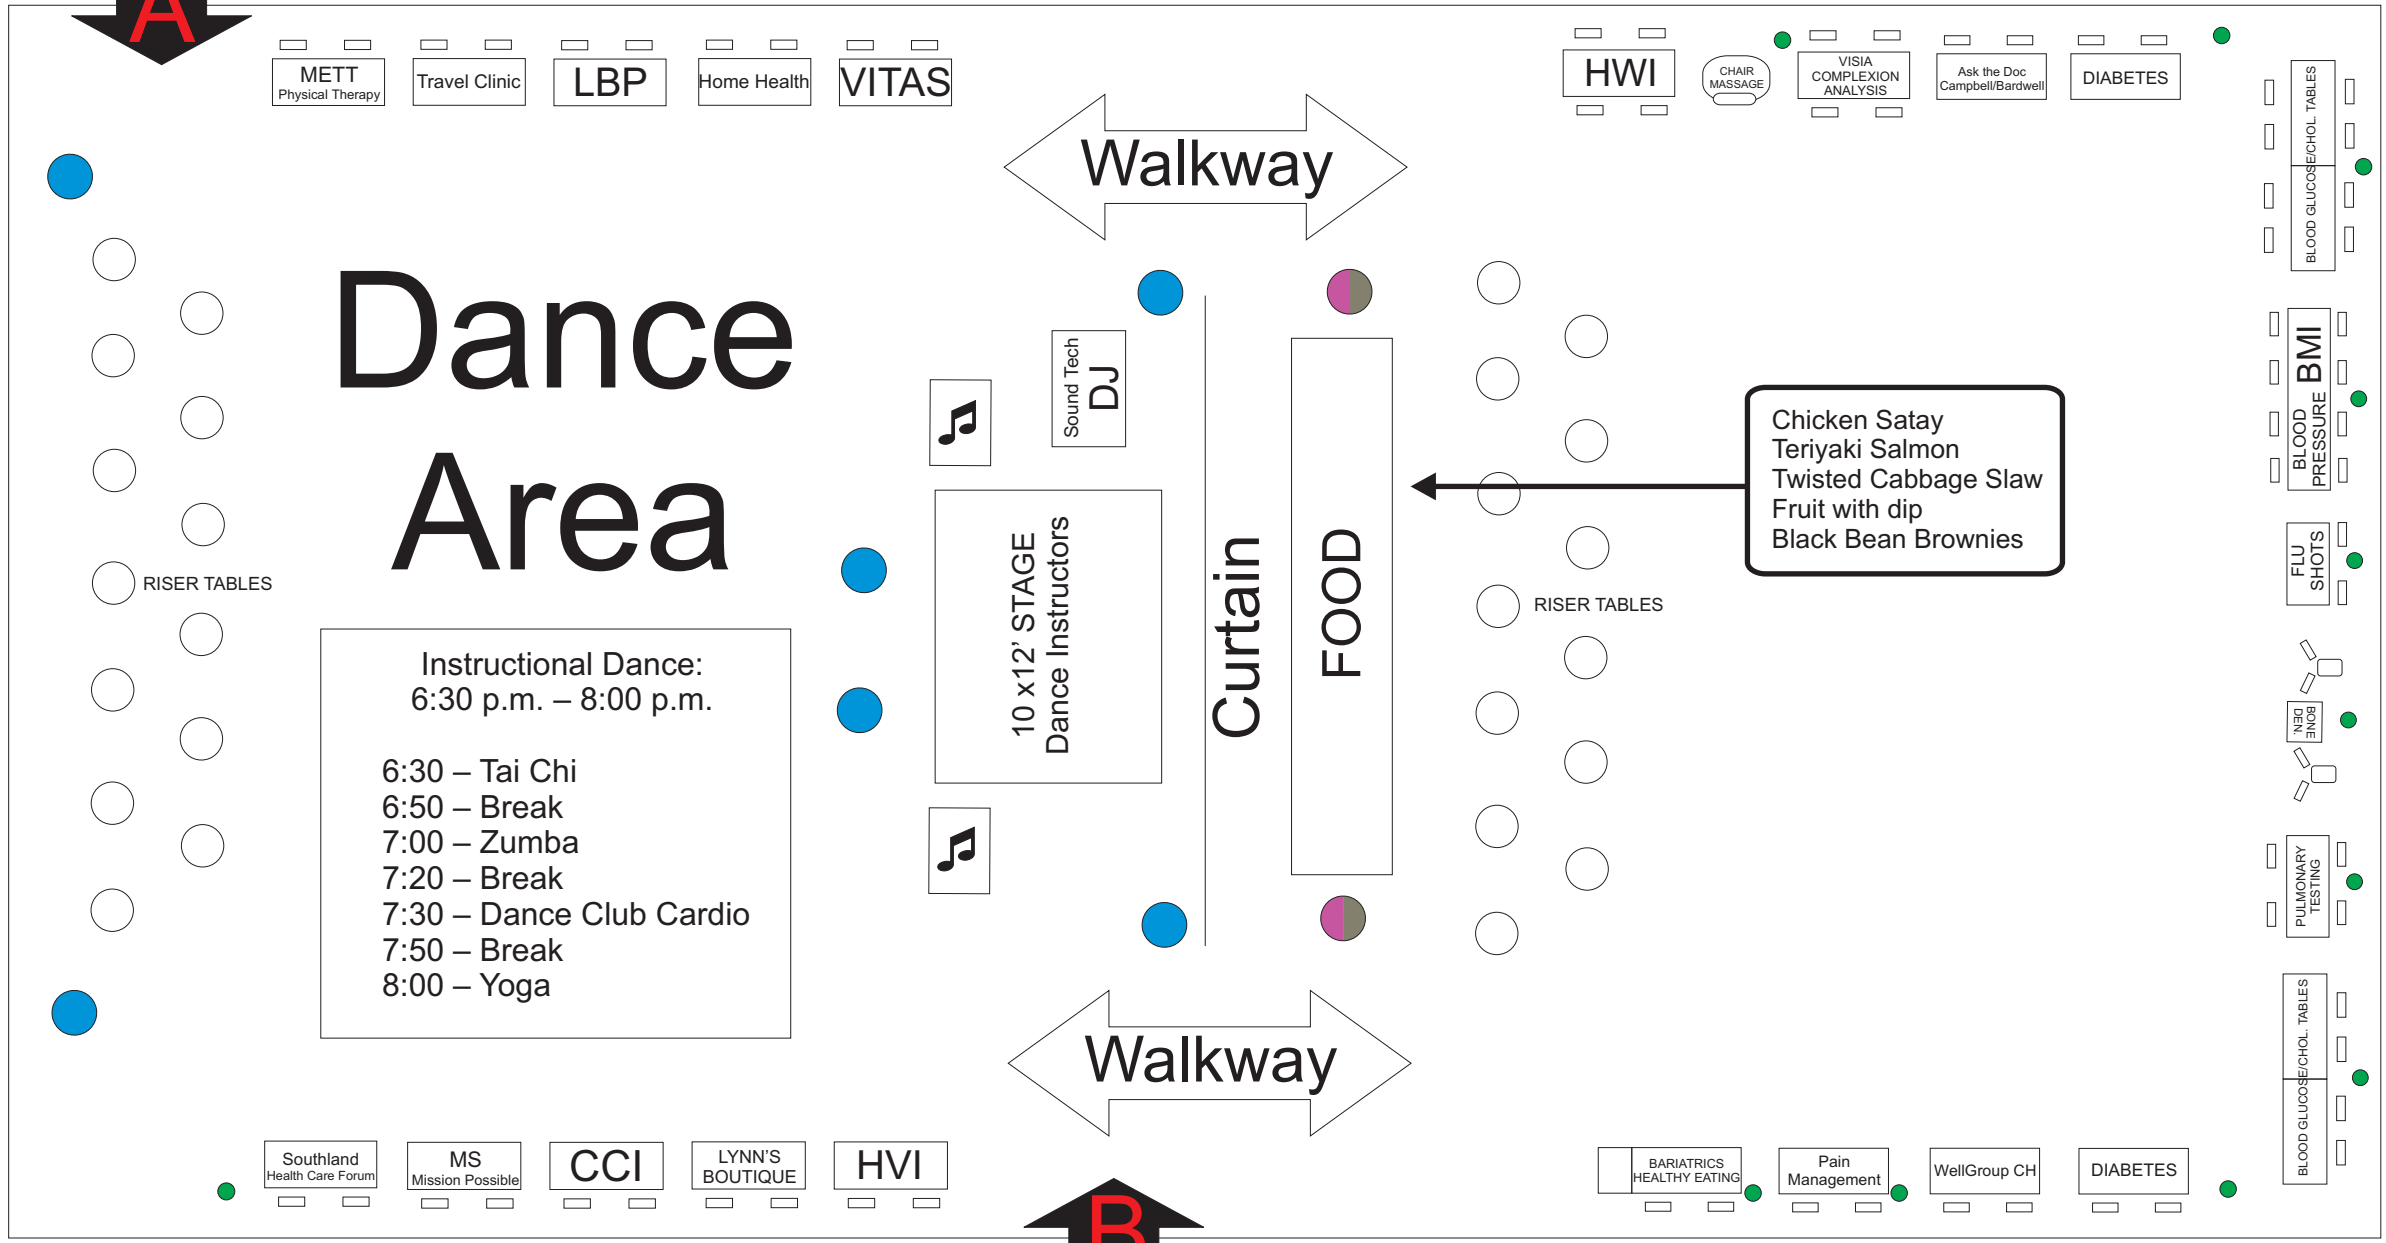 A
METT
Physical Therapy
Travel Clinic
LBP
Home Health
VITAS
HWI
CHAIR
MASSAGE
VISIA
COMPLEXION
ANALYSIS
Ask the Doc
Campbell/Bardwell
DIABETES
BLOOD GLUCOSE/CHOL. TABLES
Walkway
Dance
Area
Sound Tech
DJ
BMI
BLOOD
PRESSURE
Chicken Satay
Teriyaki Salmon
Twisted Cabbage Slaw
Fruit with dip
Black Bean Brownies
10 x12’ STAGE
Dance Instructors
Curtain
FOOD
FLU
SHOTS
RISER TABLES
RISER TABLES
Instructional Dance:
6:30 p.m. – 8:00 p.m.
6:30 – Tai Chi
6:50 – Break
7:00 – Zumba
7:20 – Break
7:30 – Dance Club Cardio
7:50 – Break
8:00 – Yoga
BONE
DEN.
PULMONARY
TESTING
BLOOD GLUCOSE/CHOL. TABLES
Walkway
Southland
Health Care Forum
MS
Mission Possible
CCI
LYNN'S
BOUTIQUE
HVI
BARIATRICS
HEALTHY EATING
Pain
Management
WellGroup CH
DIABETES
B